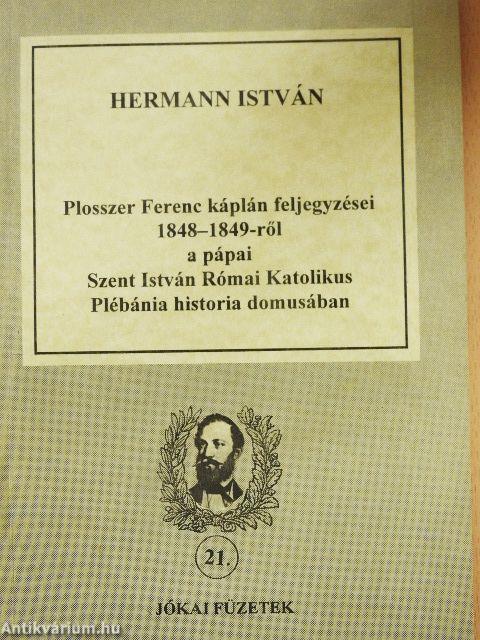 HERMANN ISTVÁN
Plosszer Ferenc káplán feljegyzései
1848–1849-ről
a pápai
Szent István Római Katolikus
Plébánia historia domusában
21.
JÓKAI FÜZETEK
Antikvárium.hu